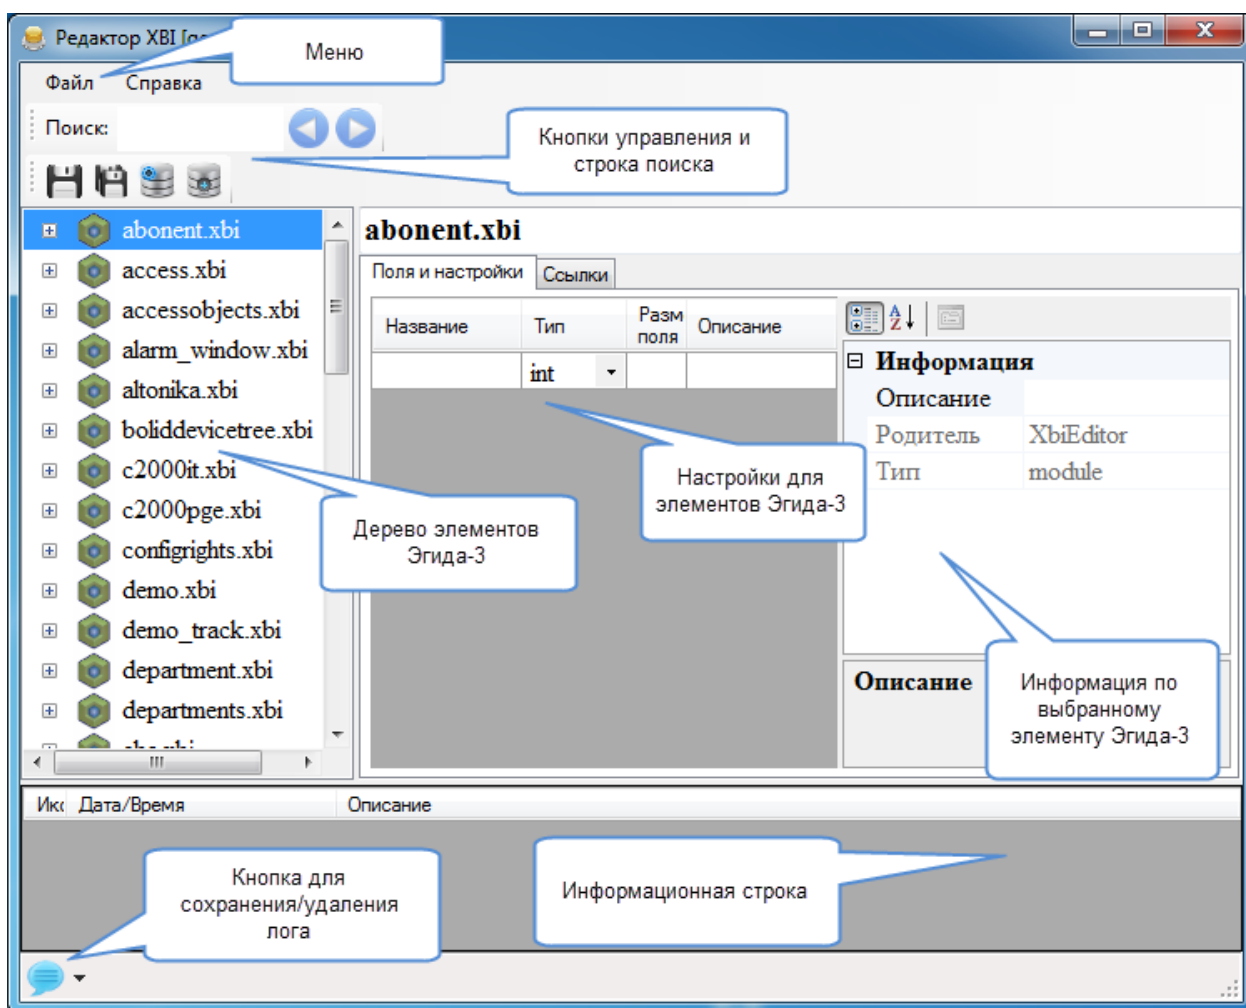 Редактор XBI
Меню
Файл Справка
Поиск:
Кнопки управления и
строка поиска
abonent.xbi
access.xbi
accessobjects.xbi
alarm_window.xbi
altonika.xbi
boliddevicetree.xbi
c2000it.xbi
c2000pge.xbi
configrights.xbi
demo.xbi
demo_track.xbi
department.xbi
departments.xbi
Дерево элементов
Эгида-3
abonent.xbi
Поля и настройки Ссылки
Название Тип Разм
поля Описание
int
Настройки для
элементов Эгида-3
Информация
Описание
Родитель XbiEditor
Тип module
Описание
Информация по
выбранному
элементу Эгида-3
Дата/Время Описание
Кнопка для
сохранения/удаления
лога
Информационная строка